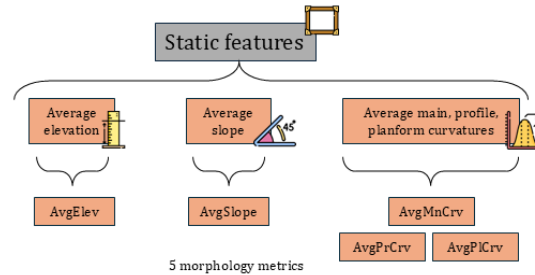 Static features
Average
elevation
Average
slope
45°
Average main, profile,
planform curvatures
AvgElev
AvgSlope
AvgMnCrv
AvgPrCrv
AvgPlCrv
5 morphology metrics